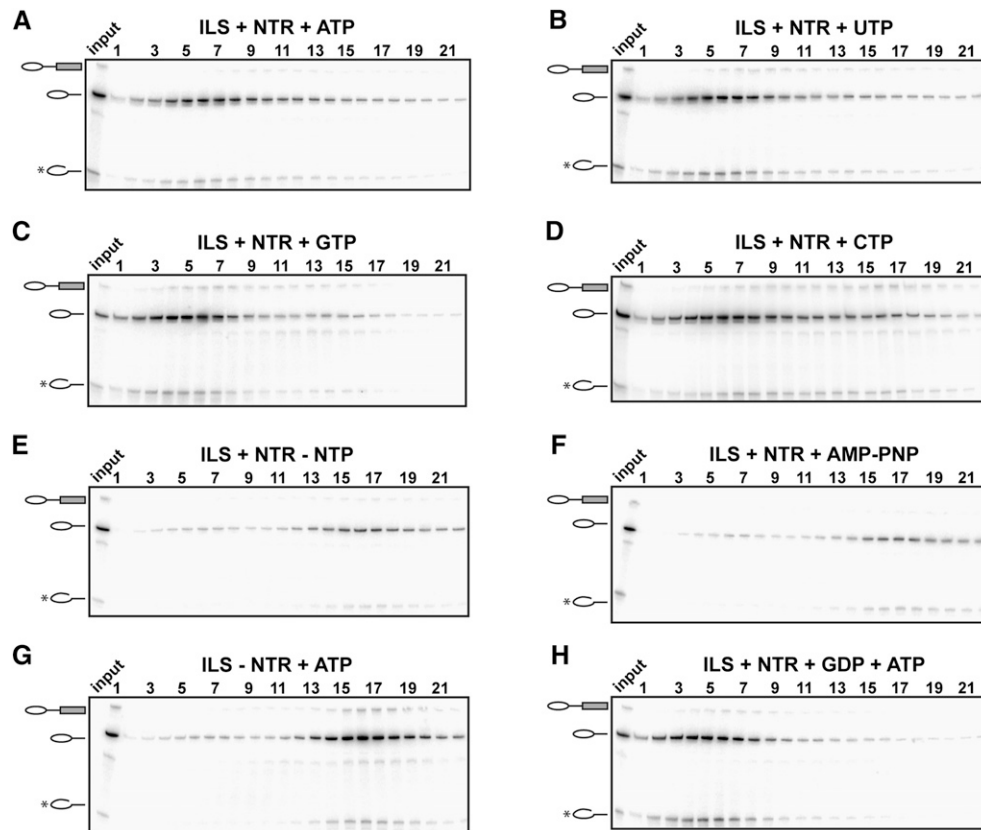 A
ILS + NTR + ATP
input 1 3 5 7 9 11 13 15 17 19 21
*
B
ILS + NTR + UTP
input 1 3 5 7 9 11 13 15 17 19 21
*
C
ILS + NTR + GTP
input 1 3 5 7 9 11 13 15 17 19 21
*
D
ILS + NTR + CTP
input 1 3 5 7 9 11 13 15 17 19 21
*
E
ILS + NTR - NTP
input 1 3 5 7 9 11 13 15 17 19 21
*
F
ILS + NTR + AMP-PNP
input 1 3 5 7 9 11 13 15 17 19 21
*
G
ILS - NTR + ATP
input 1 3 5 7 9 11 13 15 17 19 21
*
H
ILS + NTR + GDP + ATP
input 1 3 5 7 9 11 13 15 17 19 21
*